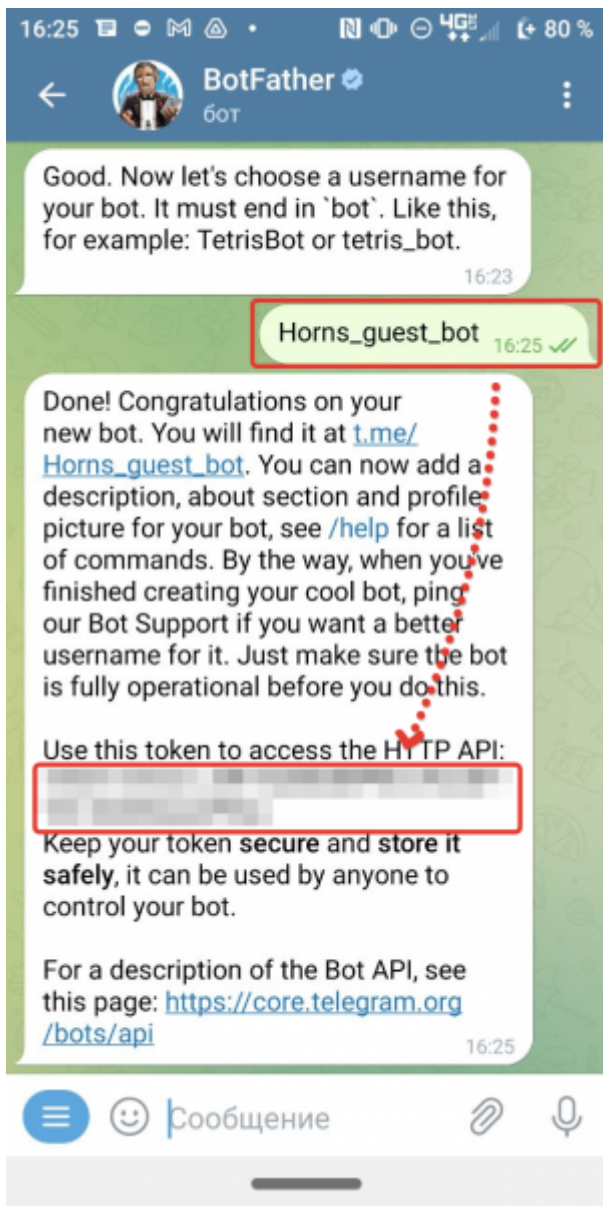 16:25
4G
80 %
BotFather
бот
Good. Now let's choose a username for
your bot. It must end in `bot`. Like this,
for example: TetrisBot or tetris_bot.
16:23
Horns_guest_bot
16:25
Done! Congratulations on your
new bot. You will find it at t.me/
Horns_guest_bot. You can now add a
description, about section and profile
picture for your bot, see /help for a list
of commands. By the way, when you've
finished creating your cool bot, ping
our Bot Support if you want a better
username for it. Just make sure the bot
is fully operational before you do this.
Use this token to access the HTTP API:
Keep your token secure and store it
safely, it can be used by anyone to
control your bot.
For a description of the Bot API, see
this page: https://core.telegram.org
/bots/api
16:25
Сообщение